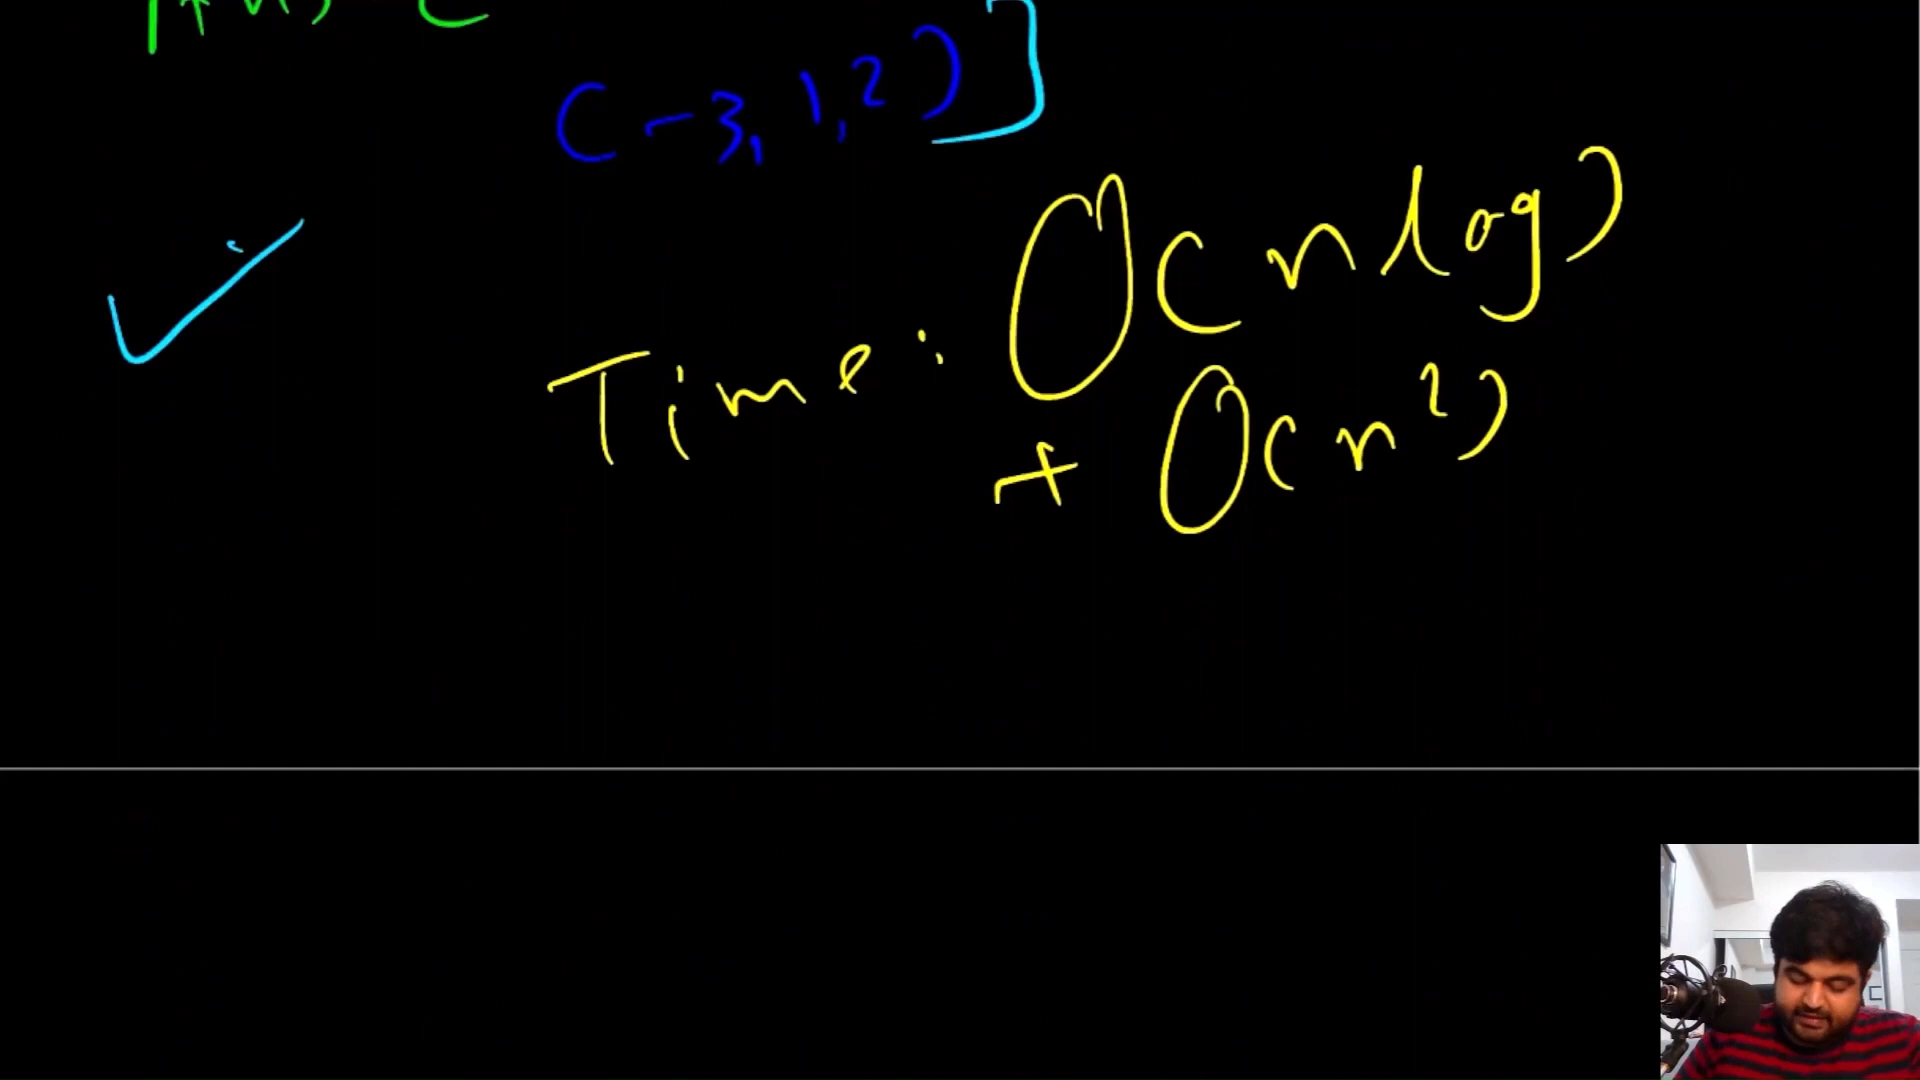 (-3, 1, 2)]
Time: O(nlog)
+ O(n²)